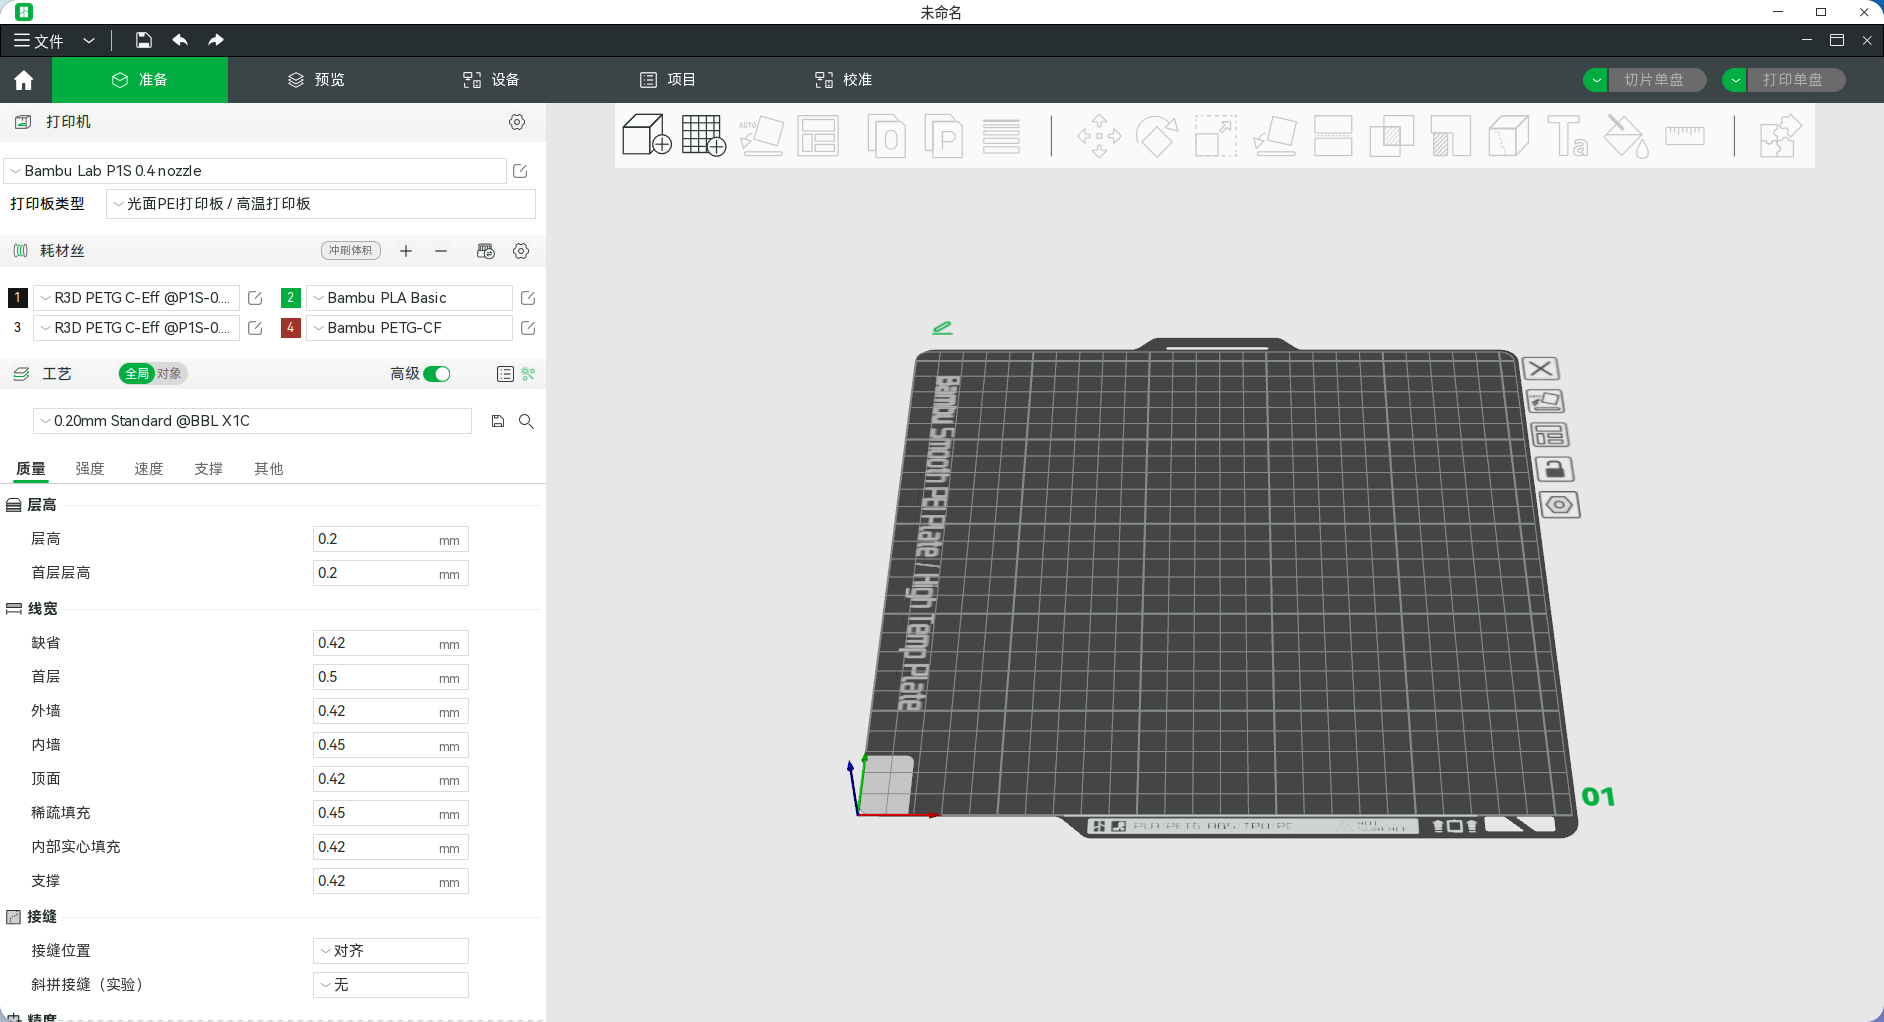 未命名
文件
准备 预览 设备 项目 校准 切片单盘 打印单盘
打印机
Bambu Lab P1S 0.4 nozzle
打印板类型 光面PEI打印板 / 高温打印板
耗材丝 冲刷体积
1 R3D PETG C-Eff @P1S-0.... 2 Bambu PLA Basic
3 R3D PETG C-Eff @P1S-0.... 4 Bambu PETG-CF
工艺 全局 对象 高级
0.20mm Standard @BBL X1C
质量 强度 速度 支撑 其他
层高
层高 0.2 mm
首层层高 0.2 mm
线宽
缺省 0.42 mm
首层 0.5 mm
外墙 0.42 mm
内墙 0.45 mm
顶面 0.42 mm
稀疏填充 0.45 mm
内部实心填充 0.42 mm
支撑 0.42 mm
接缝
接缝位置 对齐
斜拼接缝（实验） 无
精度
AUTO
O
P
Ta
Bambu Smooth PEI Plate / High Temp Plate
PLA/PETG/ABS/TPU/PC
01